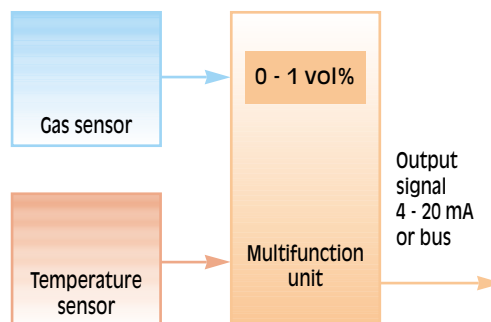 0 - 1 vol%
Gas sensor
Output
signal
4 - 20 mA
or bus
Multifunction
unit
Temperature
sensor